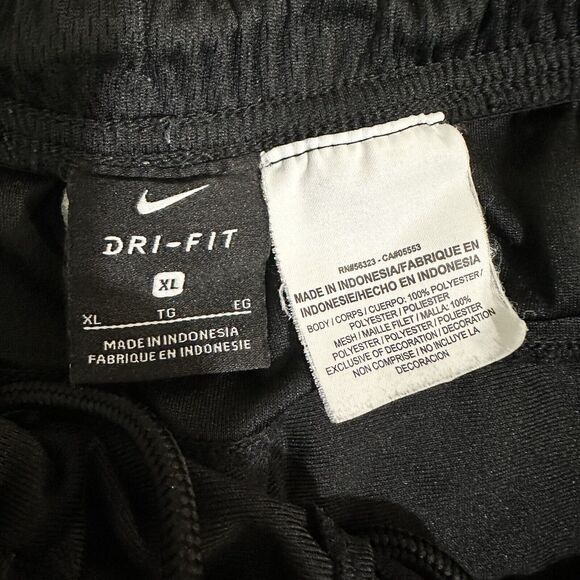 DRI-FIT
XL
XL TG EG
MADE IN INDONESIA
FABRIQUE EN INDONESIE
RN#56323 - CA#05553
MADE IN INDONESIA/FABRIQUE EN
INDONESIE/HECHO EN INDONESIA
BODY / CORPS / CUERPO: 100% POLYESTER /
POLYESTER / POLIESTER
MESH / MAILLE FILET / MALLA: 100%
POLYESTER / POLYESTER / POLIESTER
EXCLUSIVE OF DECORATION / DECORATION
NON COMPRISE / NO INCLUYE LA
DECORACION